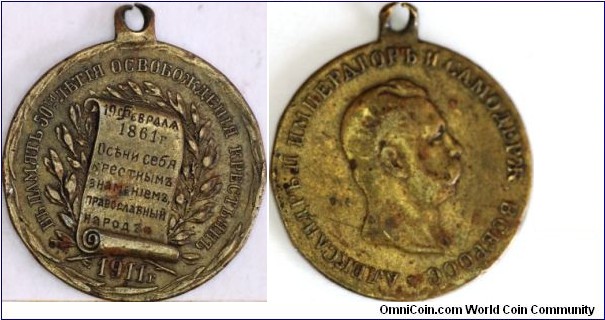 ВЪ ПАМЯТЬ 50 ЛѢТІЯ ОСВОБОЖДЕНІЯ КРЕСТЬЯНЪ
19 ФЕВРАЛЯ
1861 г
Осѣни себя
крестнымъ
знаменіемъ,
православный
народъ
1911 г.
АЛЕКСАНДРЪ II ИМПЕРАТОРЪ И САМОДЕРЖ ВСЕРОСС
OmniCoin.com World Coin Community